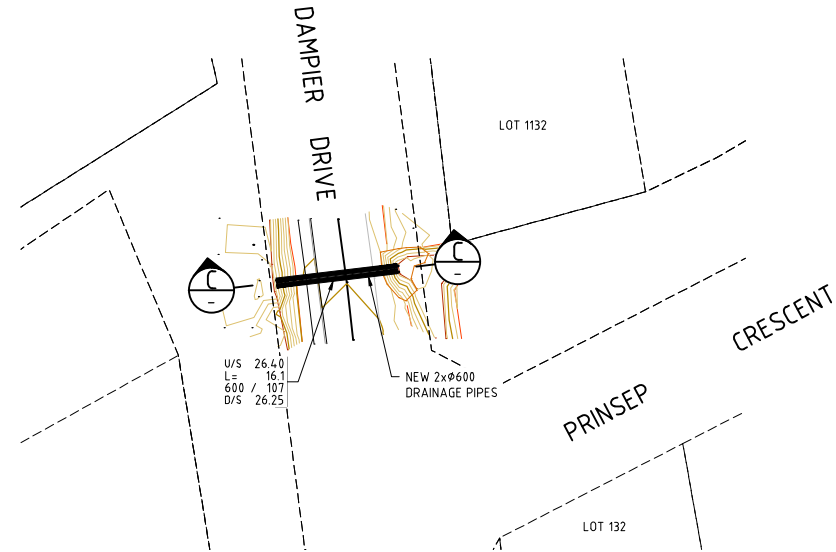 DAMPIER DRIVE
LOT 1132
C
-
C
-
U/S 26.40
L= 16.1
600 / 107
D/S 26.25
NEW 2xø600
DRAINAGE PIPES
PRINSEP CRESCENT
LOT 132